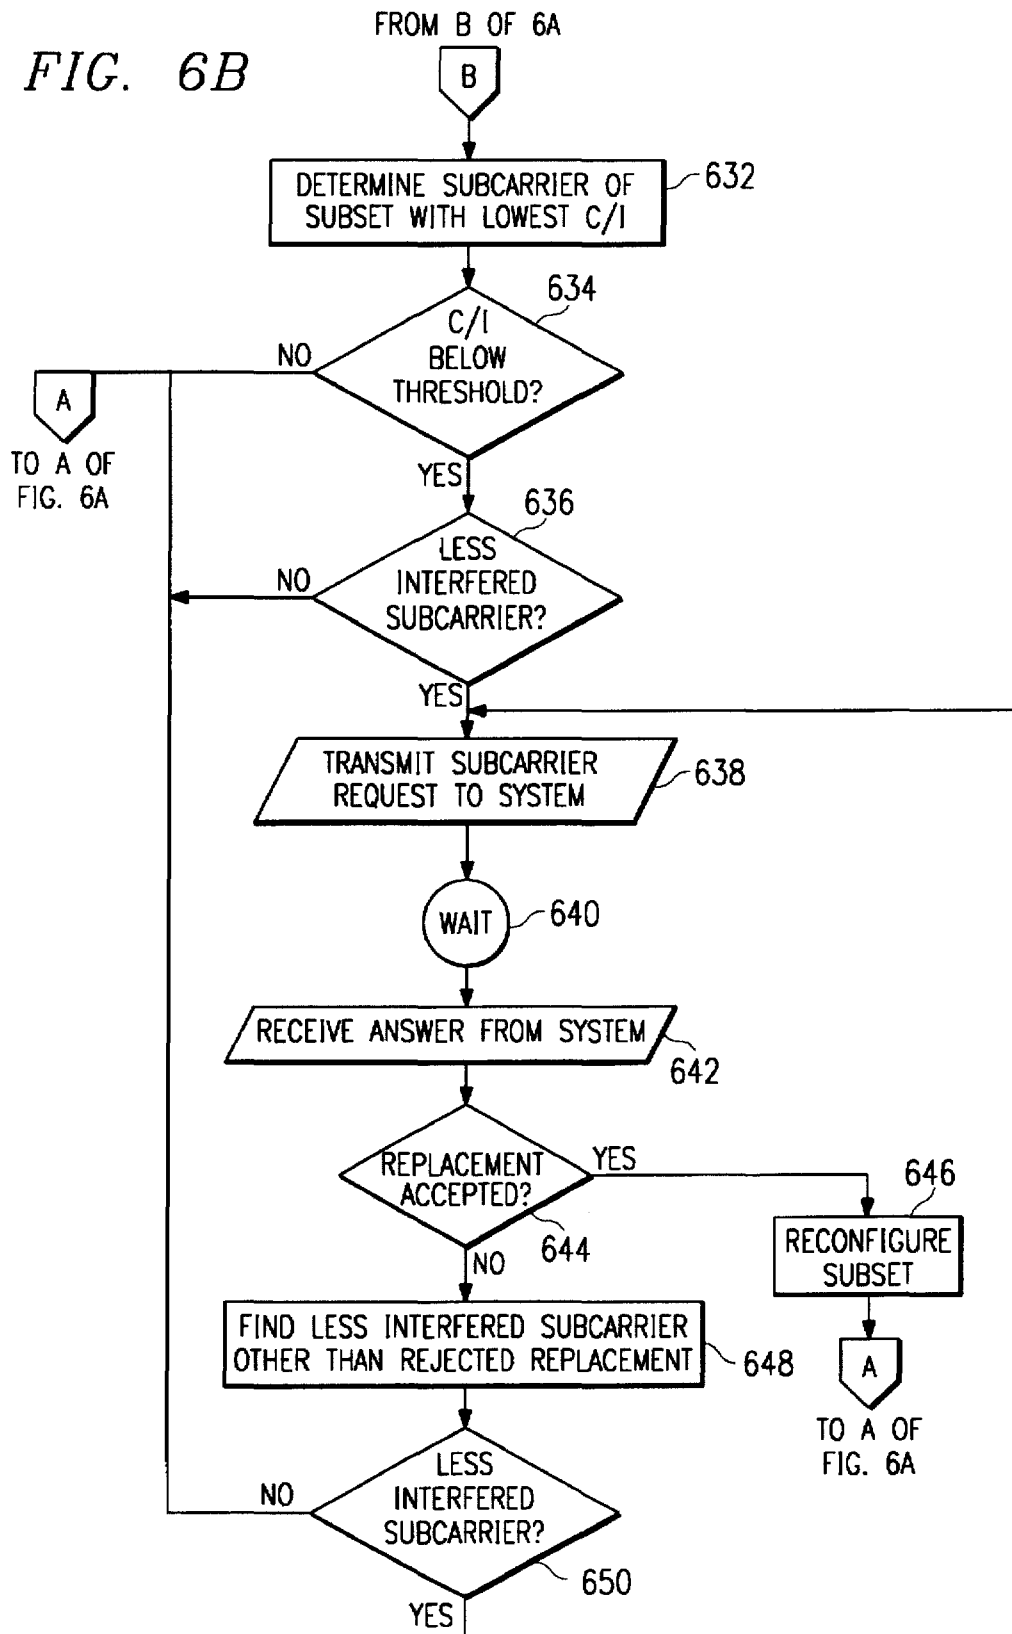 FROM B OF 6A
FIG. 6B
B
DETERMINE SUBCARRIER OF
SUBSET WITH LOWEST C/I
632
634
C/I
BELOW
THRESHOLD?
NO
A
TO A OF
FIG. 6A
YES
636
LESS
INTERFERED
SUBCARRIER?
NO
YES
TRANSMIT SUBCARRIER
REQUEST TO SYSTEM
638
WAIT
640
RECEIVE ANSWER FROM SYSTEM
642
REPLACEMENT
ACCEPTED?
YES
644
646
RECONFIGURE
SUBSET
NO
FIND LESS INTERFERED SUBCARRIER
OTHER THAN REJECTED REPLACEMENT
648
A
TO A OF
FIG. 6A
LESS
INTERFERED
SUBCARRIER?
NO
650
YES